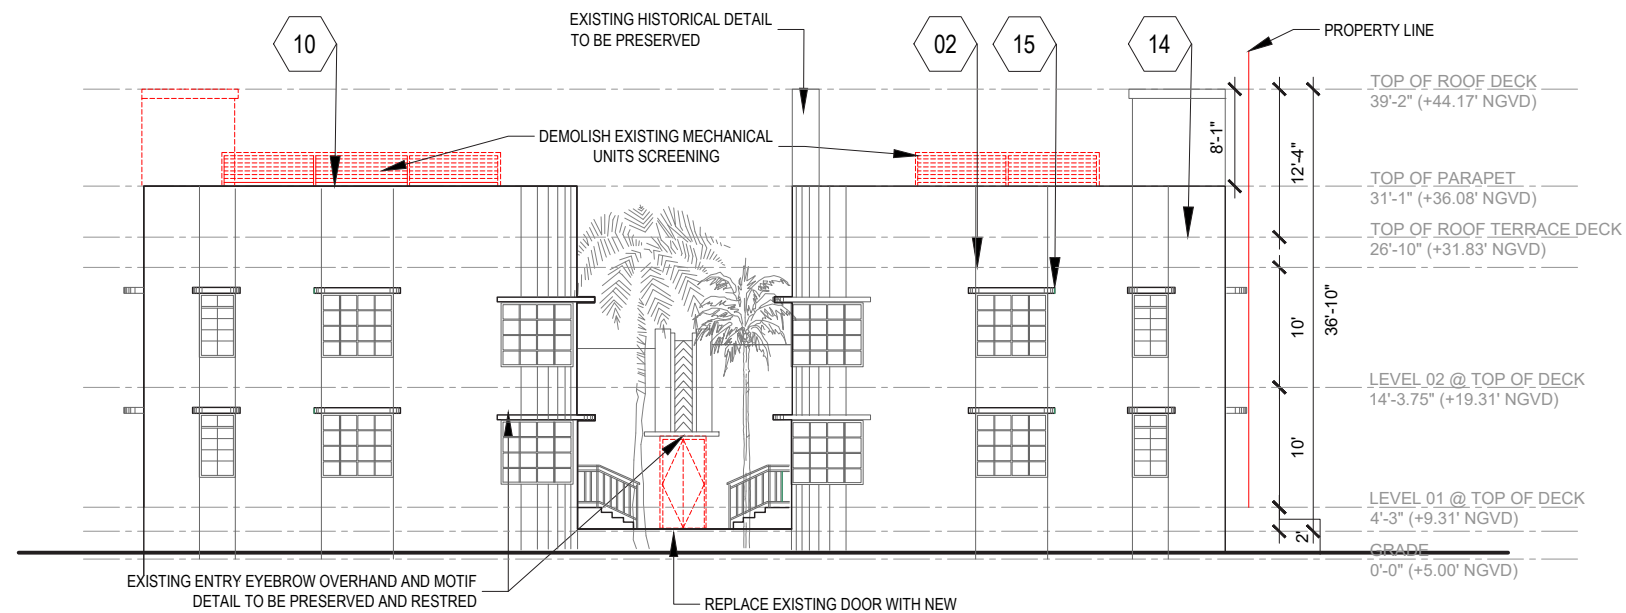 EXISTING HISTORICAL DETAIL
TO BE PRESERVED
10
02
15
14
PROPERTY LINE
TOP OF ROOF DECK
39'-2" (+44.17' NGVD)
8'-1"
12'-4"
DEMOLISH EXISTING MECHANICAL
UNITS SCREENING
TOP OF PARAPET
31'-1" (+36.08' NGVD)
TOP OF ROOF TERRACE DECK
26'-10" (+31.83' NGVD)
10'
36'-10"
LEVEL 02 @ TOP OF DECK
14'-3.75" (+19.31' NGVD)
10'
LEVEL 01 @ TOP OF DECK
4'-3" (+9.31' NGVD)
2'
GRADE
0'-0" (+5.00' NGVD)
EXISTING ENTRY EYEBROW OVERHAND AND MOTIF
DETAIL TO BE PRESERVED AND RESTRED
REPLACE EXISTING DOOR WITH NEW